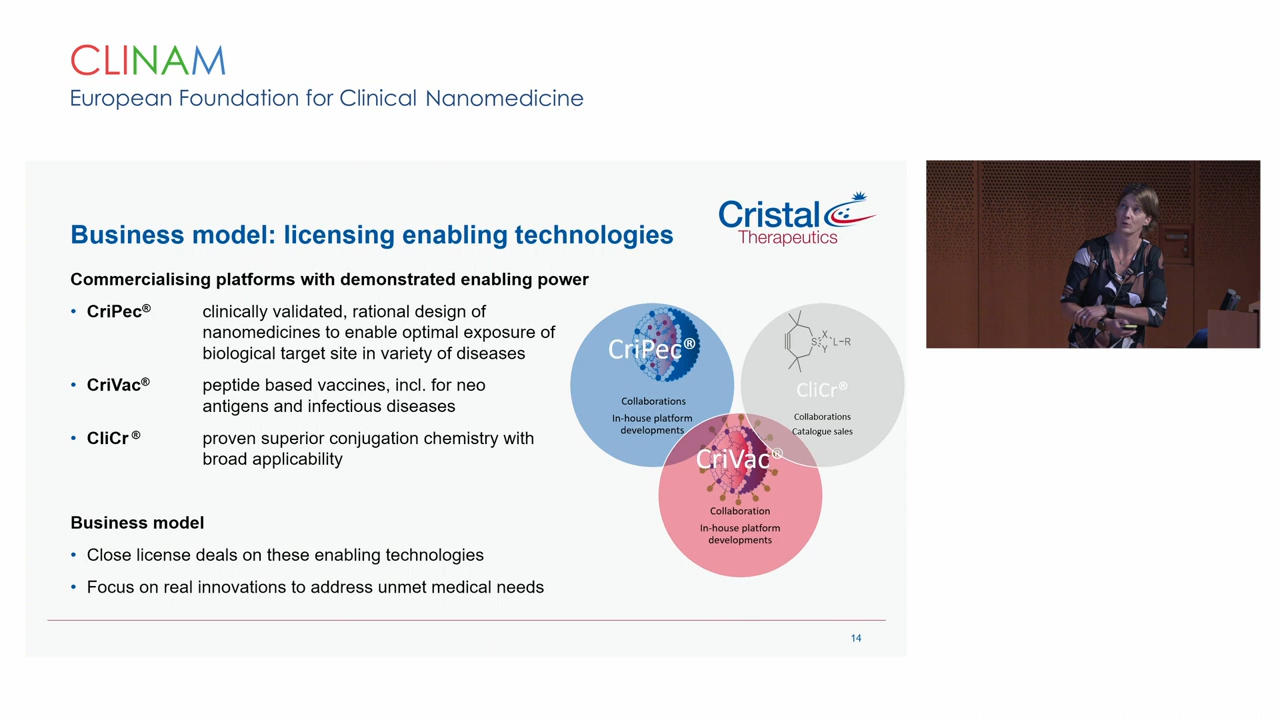 CLINAM
European Foundation for Clinical Nanomedicine
Cristal
Therapeutics
Business model: licensing enabling technologies
Commercialising platforms with demonstrated enabling power
• CriPec® clinically validated, rational design of
nanomedicines to enable optimal exposure of
biological target site in variety of diseases
• CriVac® peptide based vaccines, incl. for neo
antigens and infectious diseases
• CliCr ® proven superior conjugation chemistry with
broad applicability
Business model
• Close license deals on these enabling technologies
• Focus on real innovations to address unmet medical needs
CriPec®
Collaborations
In-house platform
developments
S X Y L-R
CliCr®
Collaborations
Catalogue sales
CriVac®
Collaboration
In-house platform
developments
14